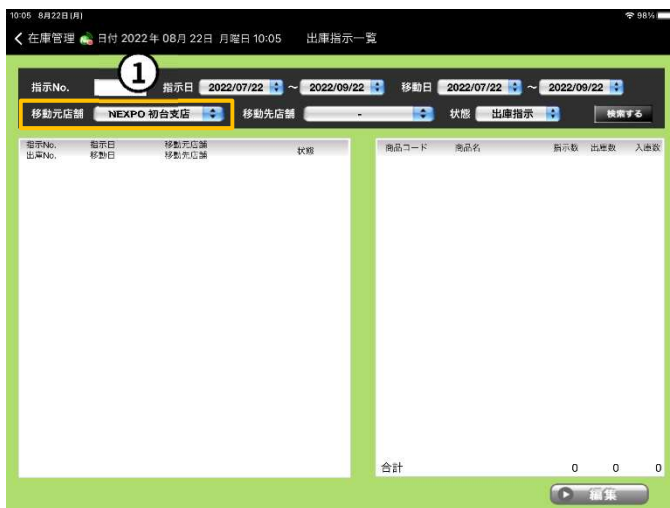 10:05 8月22日(月) 98%
在庫管理 日付 2022年 08月 22日 月曜日 10:05 出庫指示一覧
1
指示No. 指示日 2022/07/22 ～ 2022/09/22 移動日 2022/07/22 ～ 2022/09/22
移動元店舗 NEXPO 初台支店 移動先店舗 - 状態 出庫指示 検索する
指示No. 指示日 移動元店舗 状態 商品コード 商品名 指示数 出庫数 入庫数
出庫No. 移動日 移動先店舗
合計 0 0 0
編集